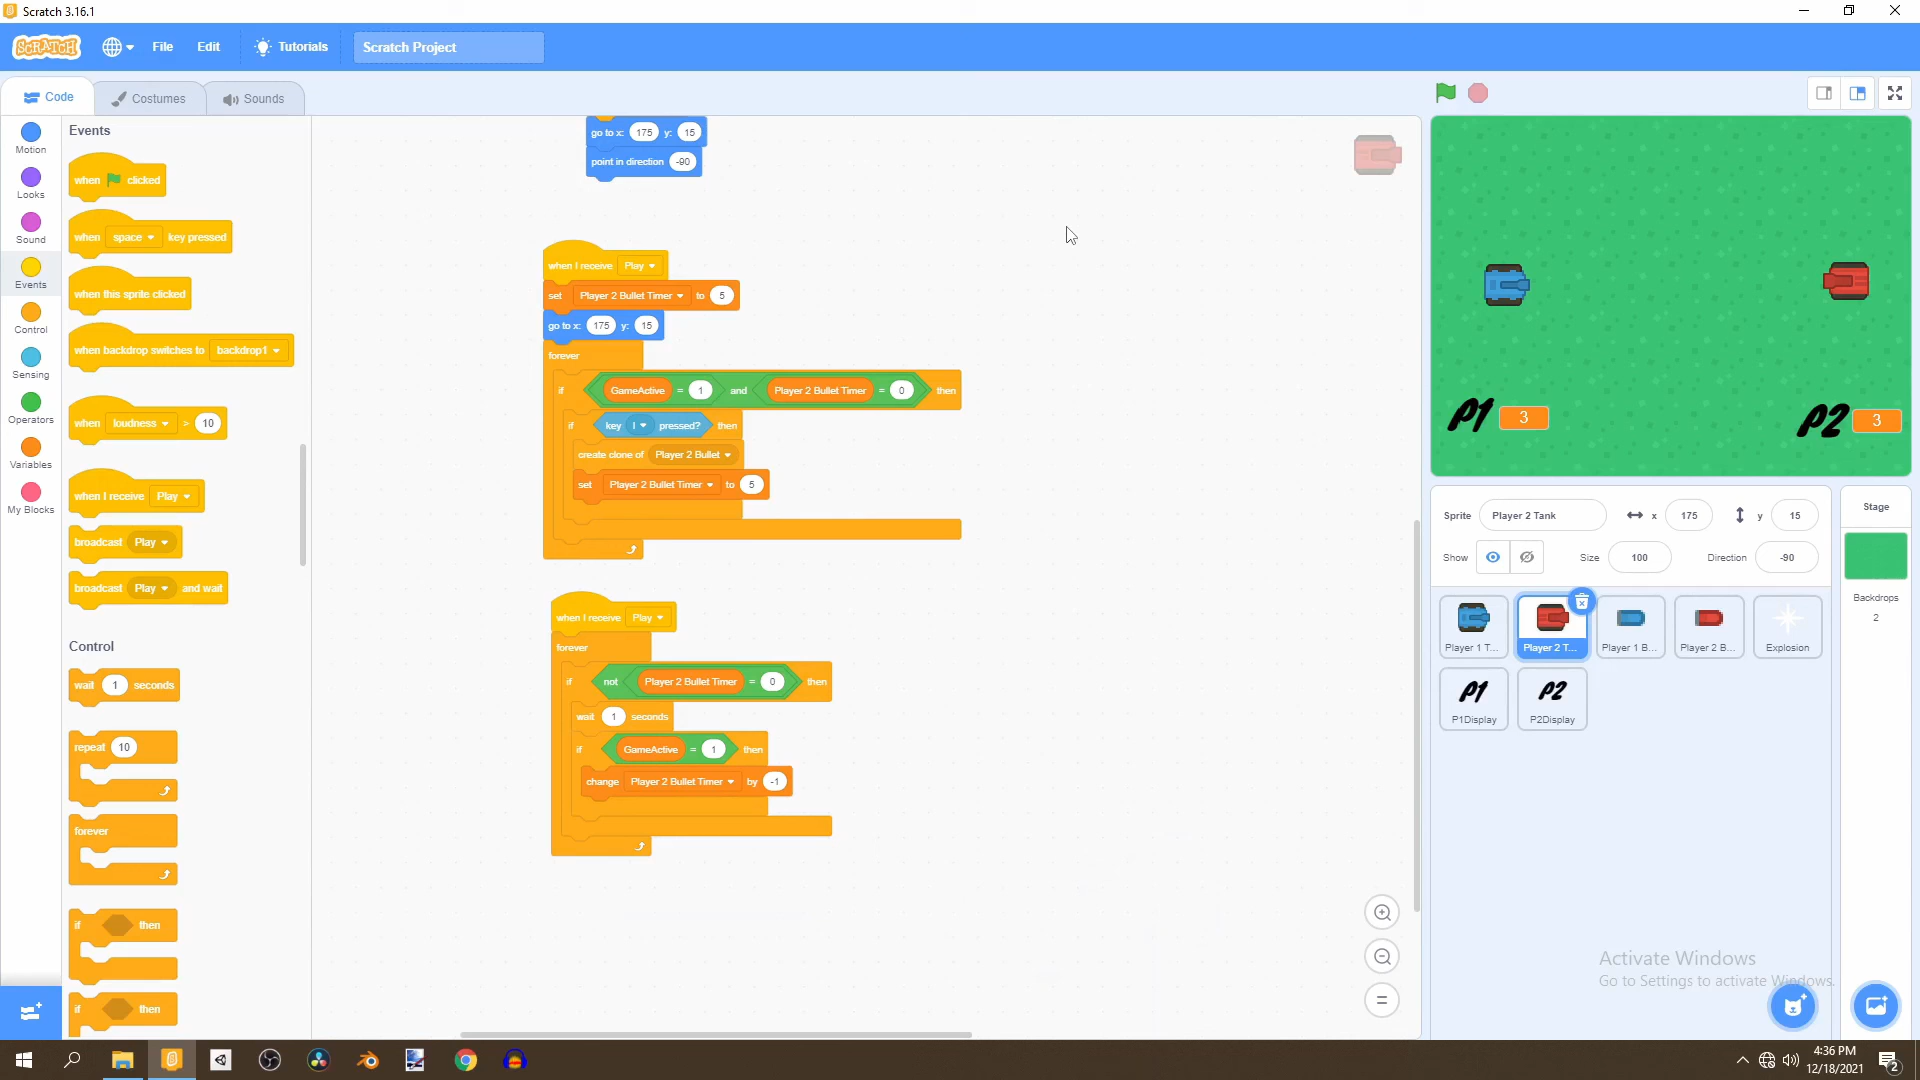 Scratch 3.16.1
SCRATCH File Edit Tutorials Scratch Project
Code Costumes Sounds
Motion
Looks
Sound
Events
Control
Sensing
Operators
Variables
My Blocks
Events
when clicked
when space key pressed
when this sprite clicked
when backdrop switches to backdrop1
when loudness > 10
when I receive Play
broadcast Play
broadcast Play and wait
Control
wait 1 seconds
repeat 10
forever
if then
if then
go to x: 175 y: 15
point in direction -90
when I receive Play
set Player 2 Bullet Timer to 5
go to x: 175 y: 15
forever
if GameActive = 1 and Player 2 Bullet Timer = 0 then
if key l pressed? then
create clone of Player 2 Bullet
set Player 2 Bullet Timer to 5
when I receive Play
forever
if not Player 2 Bullet Timer = 0 then
wait 1 seconds
if GameActive = 1 then
change Player 2 Bullet Timer by -1
P1 3
P2 3
Sprite Player 2 Tank x 175 y 15
Show Size 100 Direction -90
Player 1 T... Player 2 T... Player 1 B... Player 2 B... Explosion
P1 P2
P1Display P2Display
Stage
Backdrops
2
Activate Windows
Go to Settings to activate Windows.
4:36 PM
12/18/2021
2